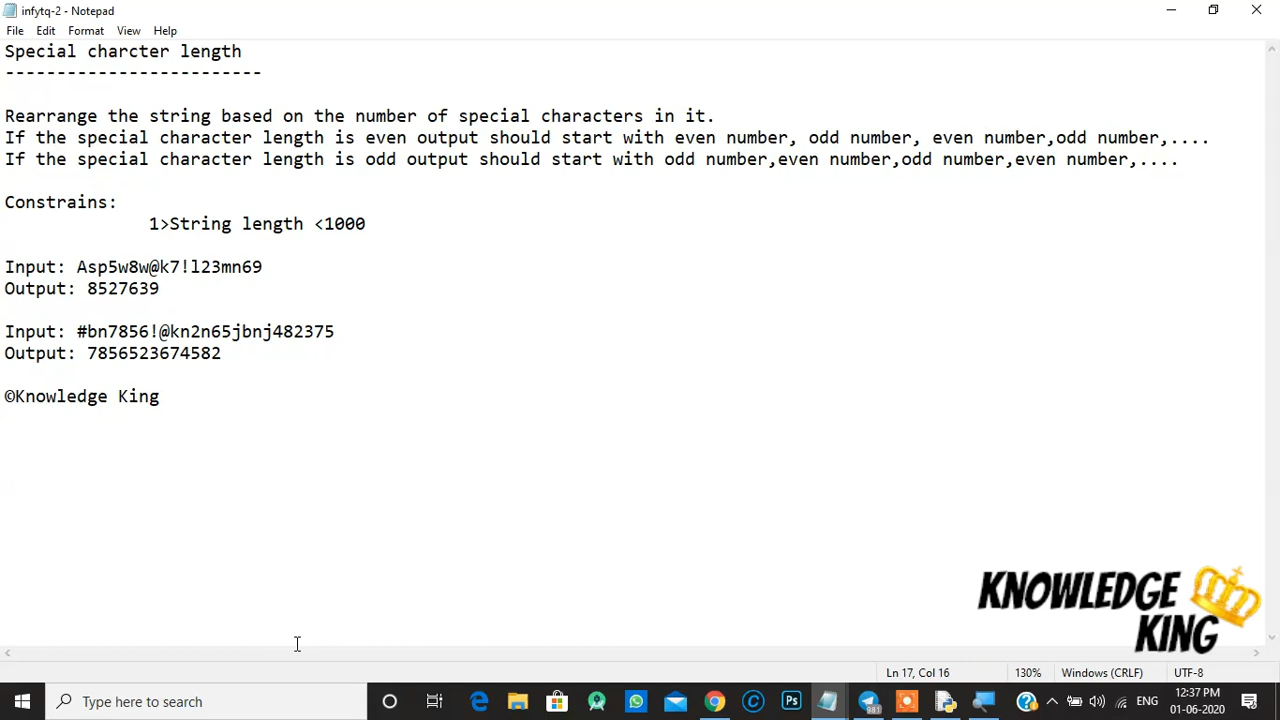 infytq-2 - Notepad
File Edit Format View Help
Special charcter length
-------------------------
Rearrange the string based on the number of special characters in it.
If the special character length is even output should start with even number, odd number, even number,odd number,....
If the special character length is odd output should start with odd number,even number,odd number,even number,....
Constrains:
1>String length <1000
Input: Asp5w8w@k7!l23mn69
Output: 8527639
Input: #bn7856!@kn2n65jbnj482375
Output: 7856523674582
©Knowledge King
KNOWLEDGE
KING
Ln 17, Col 16 130% Windows (CRLF) UTF-8
Type here to search
Ps
981
ENG
12:37 PM
01-06-2020